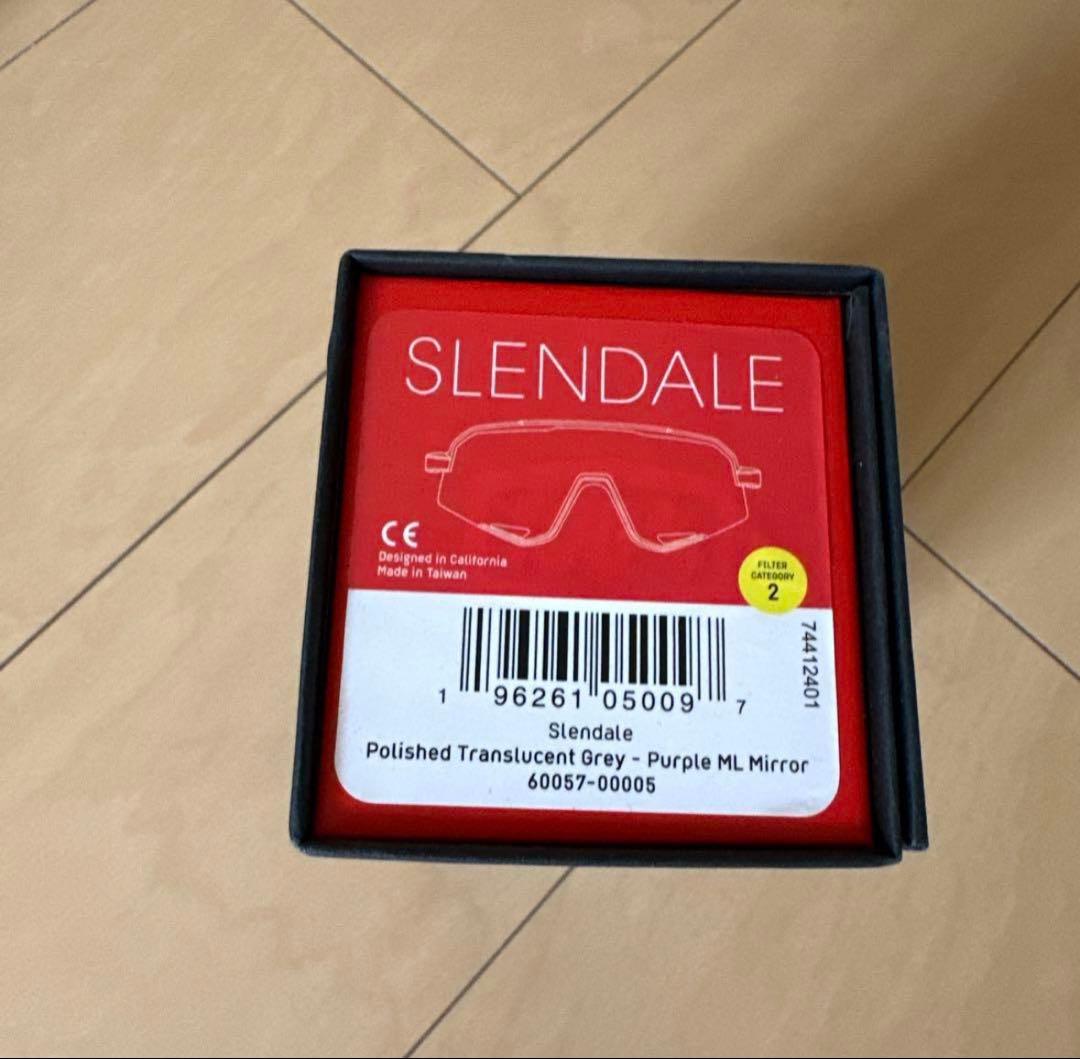 SLENDALE
CE
Designed in California
Made in Taiwan
FILTER
CATEGORY
2
74412401
1 96261 05009 7
Slendale
Polished Translucent Grey - Purple ML Mirror
60057-00005